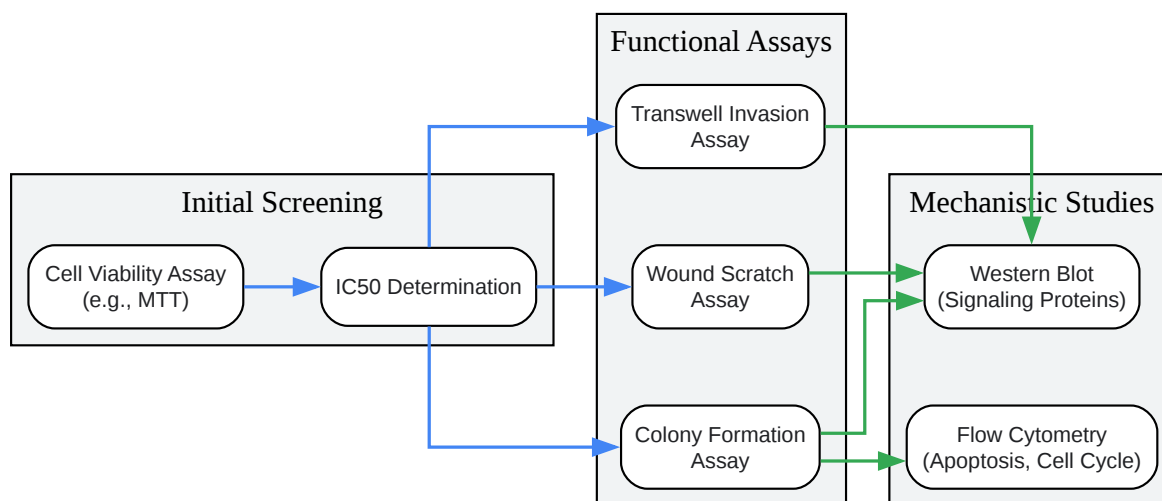 Initial Screening
Cell Viability Assay
(e.g., MTT)
IC50 Determination
Functional Assays
Transwell Invasion
Assay
Wound Scratch
Assay
Colony Formation
Assay
Mechanistic Studies
Western Blot
(Signaling Proteins)
Flow Cytometry
(Apoptosis, Cell Cycle)